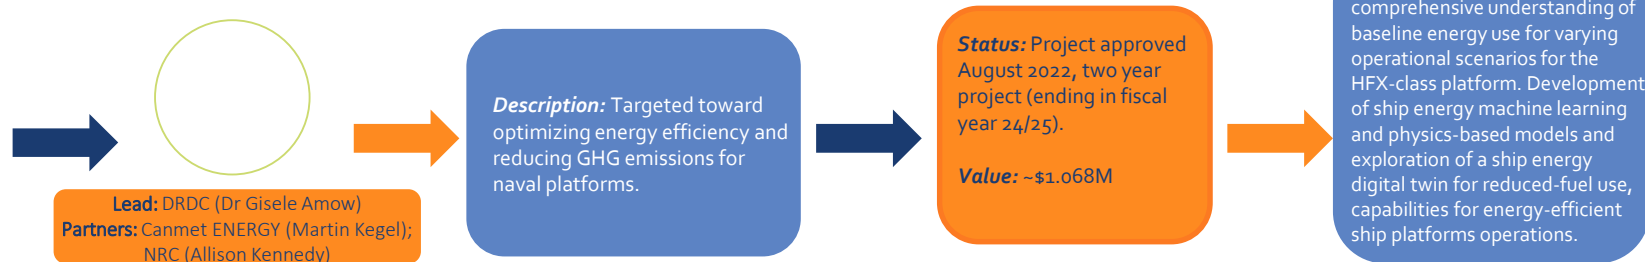 Lead: DRDC (Dr Gisele Amow)
Partners: Canmet ENERGY (Martin Kegel);
NRC (Allison Kennedy)
Description: Targeted toward
optimizing energy efficiency and
reducing GHG emissions for
naval platforms.
Status: Project approved
August 2022, two year
project (ending in fiscal
year 24/25).
Value: ~$1.068M
comprehensive understanding of
baseline energy use for varying
operational scenarios for the
HFX-class platform. Development
of ship energy machine learning
and physics-based models and
exploration of a ship energy
digital twin for reduced-fuel use,
capabilities for energy-efficient
ship platforms operations.